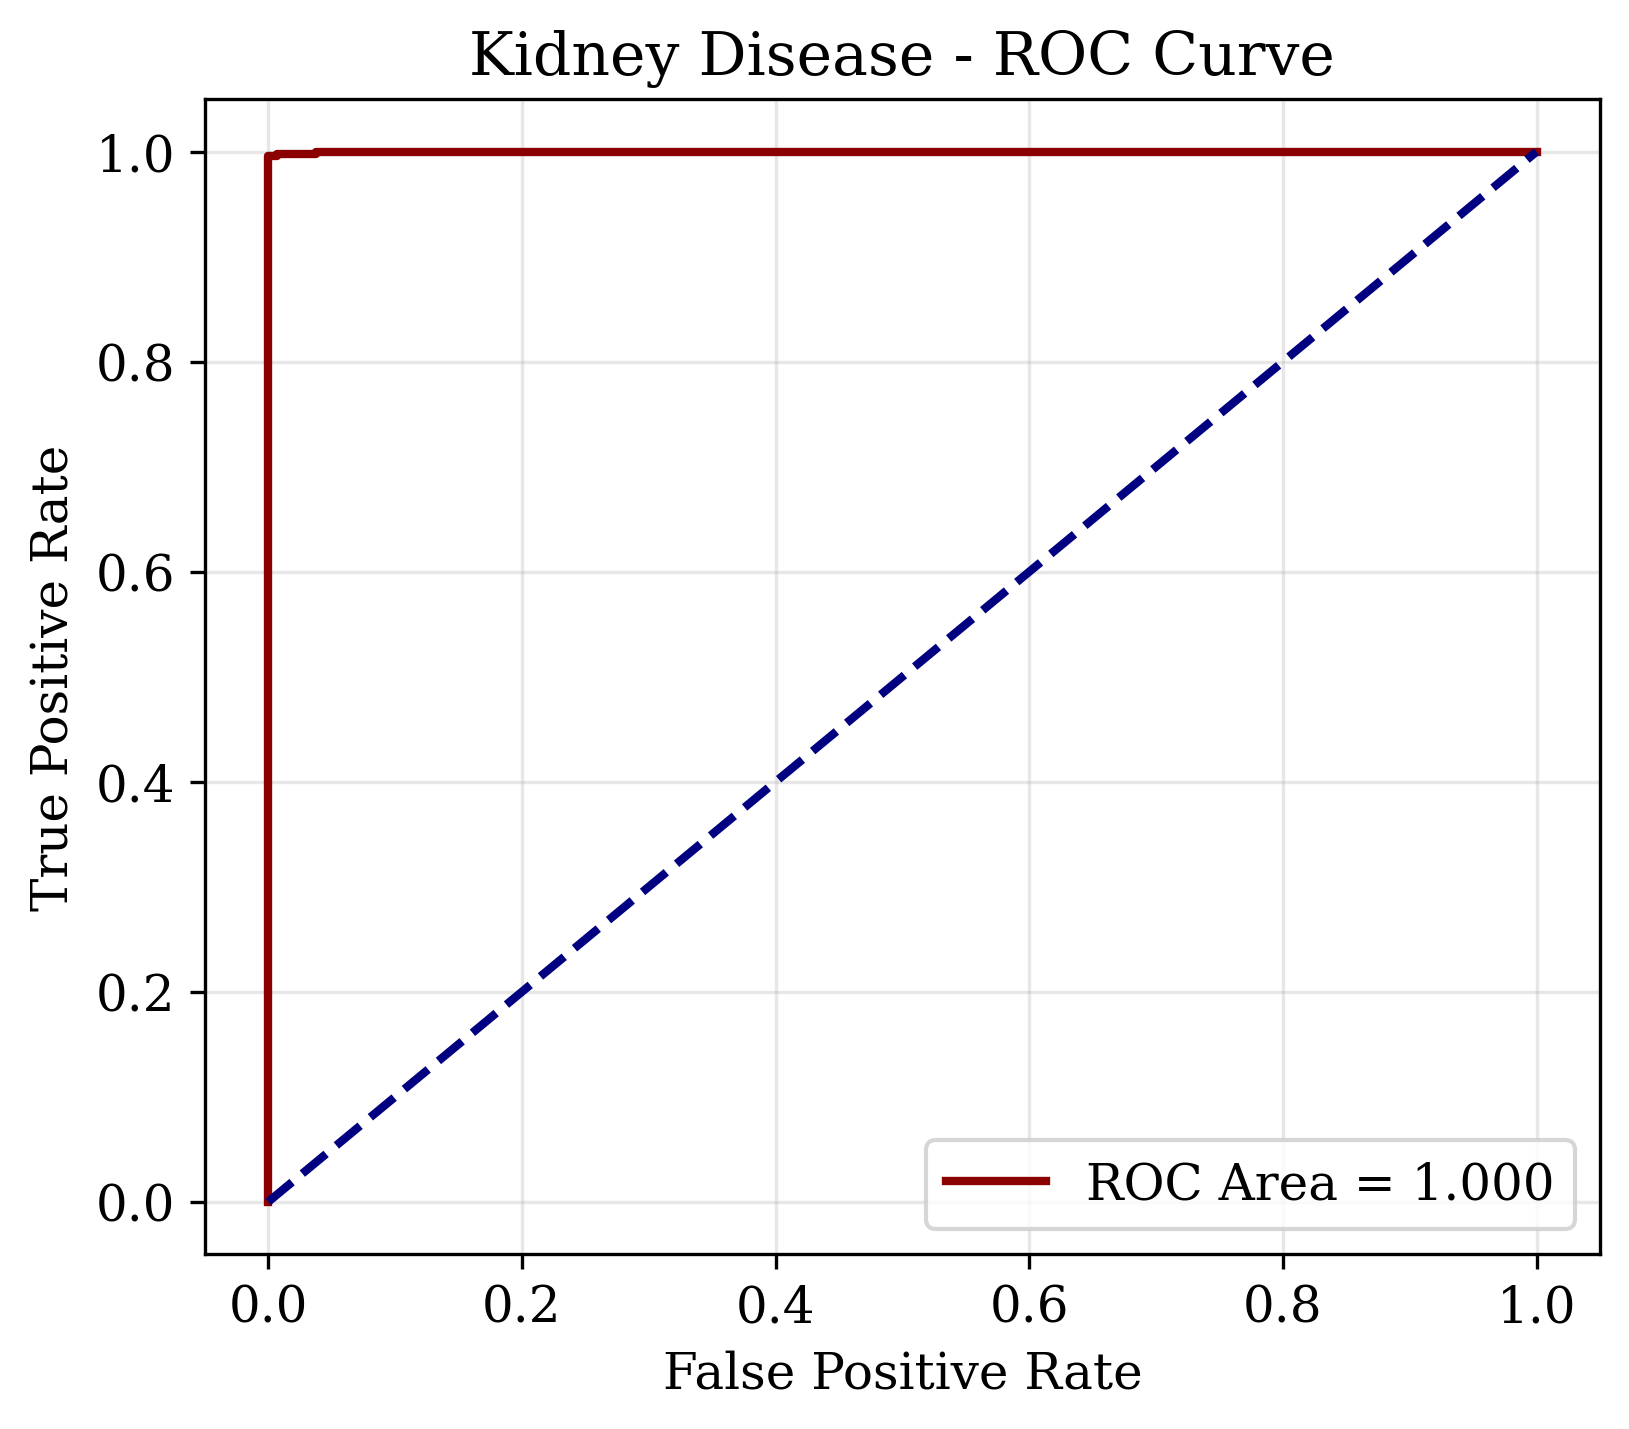 Kidney Disease - ROC Curve
True Positive Rate
1.0
0.8
0.6
0.4
0.2
0.0
ROC Area = 1.000
0.0 0.2 0.4 0.6 0.8 1.0
False Positive Rate